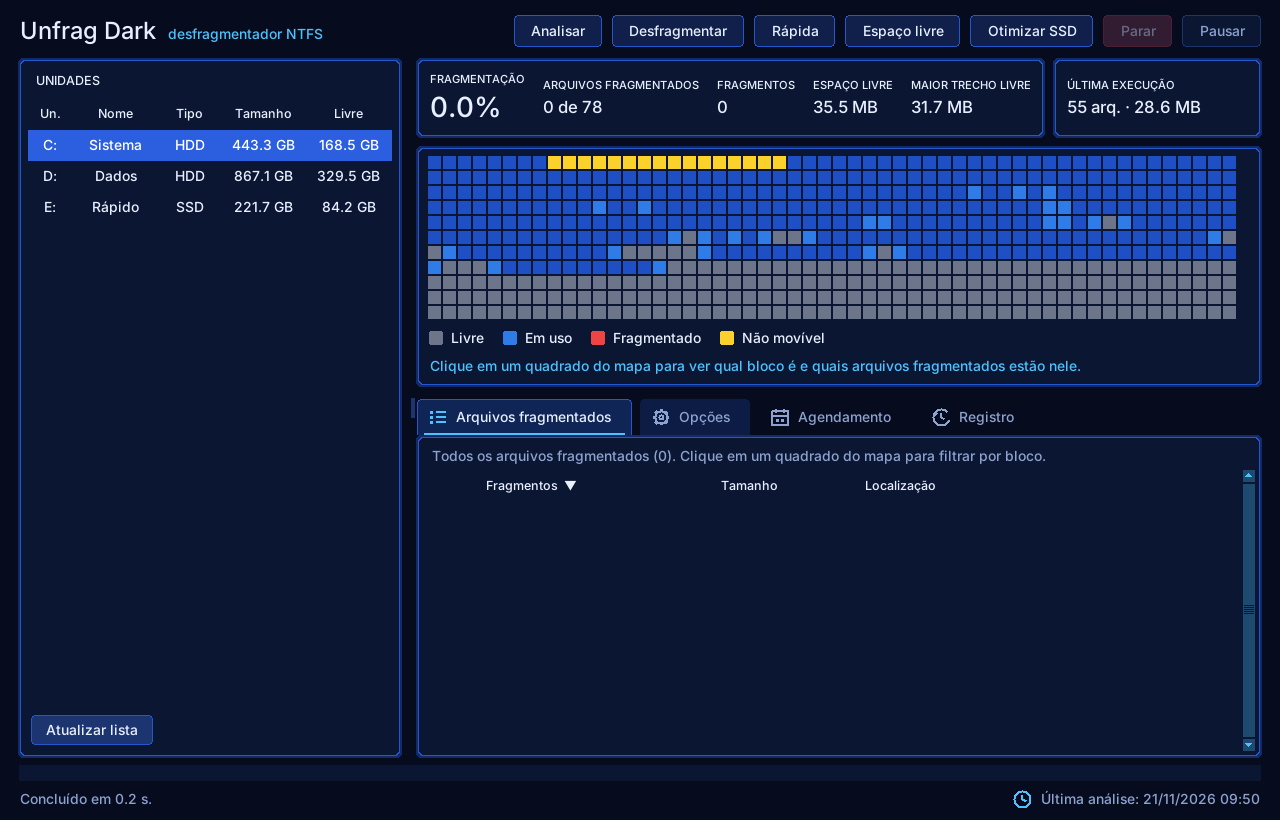 Unfrag Dark desfragmentador NTFS
Analisar Desfragmentar Rápida Espaço livre Otimizar SSD Parar Pausar
UNIDADES
Un. Nome Tipo Tamanho Livre
C: Sistema HDD 443.3 GB 168.5 GB
D: Dados HDD 867.1 GB 329.5 GB
E: Rápido SSD 221.7 GB 84.2 GB
Atualizar lista
FRAGMENTAÇÃO ARQUIVOS FRAGMENTADOS FRAGMENTOS ESPAÇO LIVRE MAIOR TRECHO LIVRE
0.0% 0 de 78 0 35.5 MB 31.7 MB
ÚLTIMA EXECUÇÃO
55 arq. · 28.6 MB
Livre Em uso Fragmentado Não movível
Clique em um quadrado do mapa para ver qual bloco é e quais arquivos fragmentados estão nele.
Arquivos fragmentados Opções Agendamento Registro
Todos os arquivos fragmentados (0). Clique em um quadrado do mapa para filtrar por bloco.
Fragmentos ▼ Tamanho Localização
Concluído em 0.2 s.
Última análise: 21/11/2026 09:50